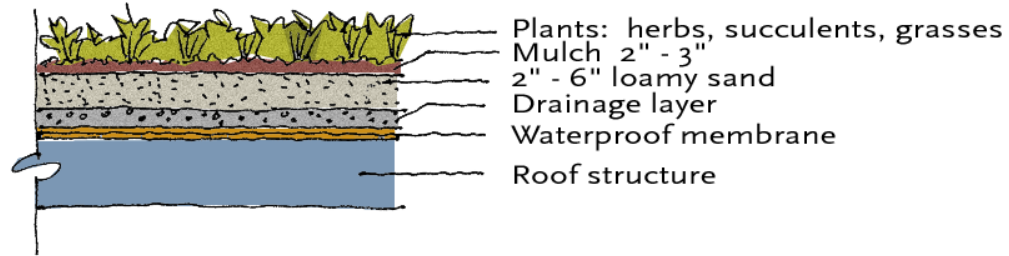 Plants: herbs, succulents, grasses
Mulch 2" - 3"
2" - 6" loamy sand
Drainage layer
Waterproof membrane
Roof structure